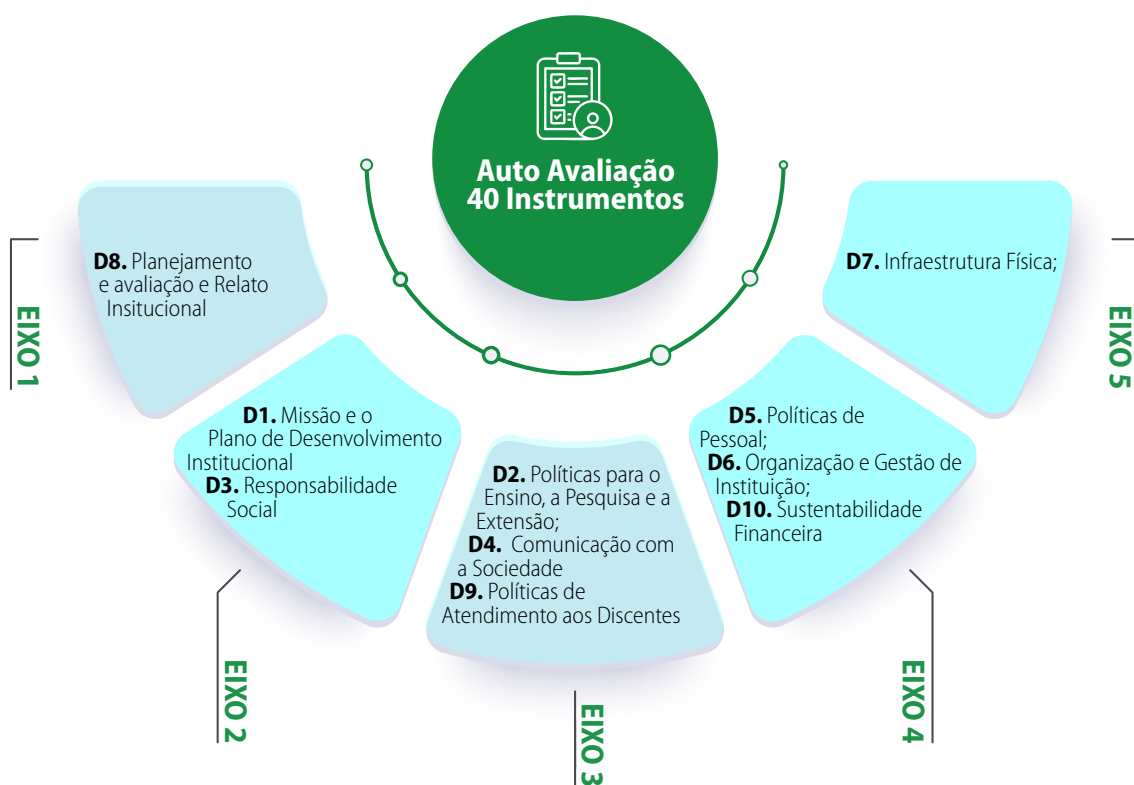 Auto Avaliação
40 Instrumentos
D8. Planejamento
e avaliação e Relato
Insitucional
EIXO 1
D1. Missão e o
Plano de Desenvolvimento
Institucional
D3. Responsabilidade
Social
EIXO 2
D2. Políticas para o
Ensino, a Pesquisa e a
Extensão;
D4. Comunicação com
a Sociedade
D9. Políticas de
Atendimento aos Discentes
EIXO 3
D5. Políticas de
Pessoal;
D6. Organização e Gestão de
Instituição;
D10. Sustentabilidade
Financeira
EIXO 4
D7. Infraestrutura Física;
EIXO 5